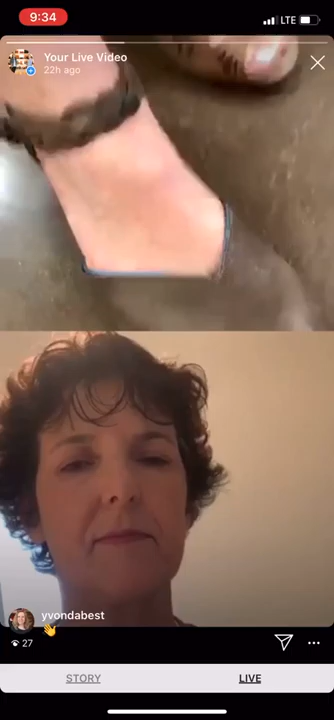 9:34
LTE
Your Live Video
22h ago
yvondabest
👋
27
STORY
LIVE